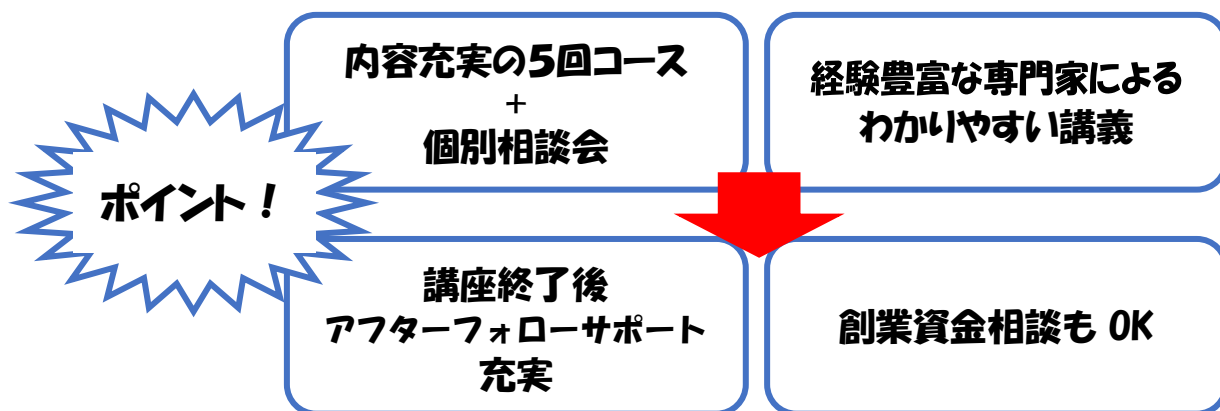 ポイント！
内容充実の5回コース
+
個別相談会
経験豊富な専門家による
わかりやすい講義
講座終了後
アフターフォローサポート
充実
創業資金相談も OK